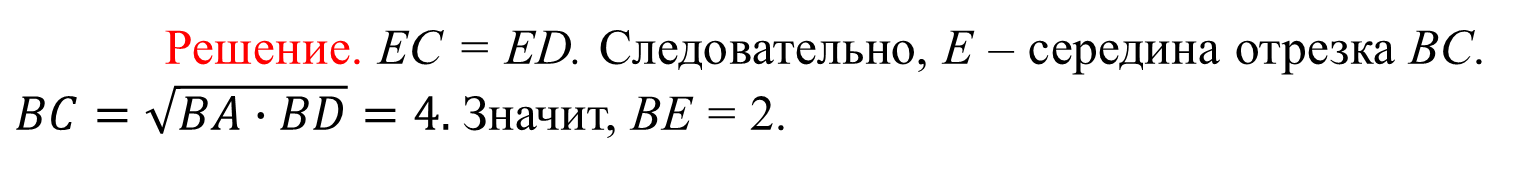 Решение. EC = ED. Следовательно, E – середина отрезка BC.
BC = √BA · BD = 4. Значит, BE = 2.